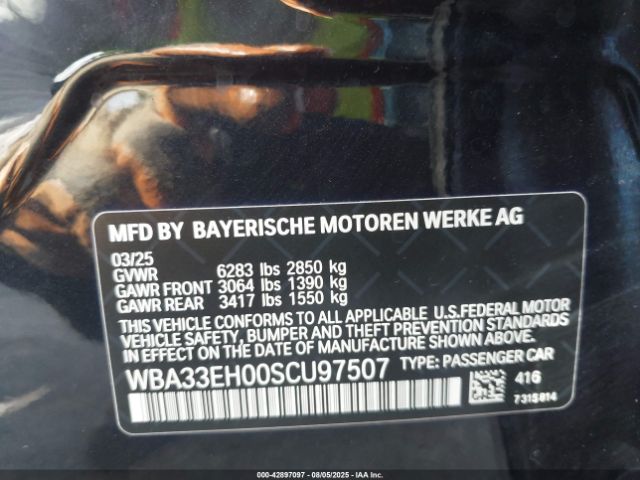 MFD BY BAYERISCHE MOTOREN WERKE AG
03/25
GVWR 6283 lbs 2850 kg
GAWR FRONT 3064 lbs 1390 kg
GAWR REAR 3417 lbs 1550 kg
THIS VEHICLE CONFORMS TO ALL APPLICABLE U.S.FEDERAL MOTOR
VEHICLE SAFETY, BUMPER AND THEFT PREVENTION STANDARDS
IN EFFECT ON THE DATE OF MANUFACTURE SHOWN ABOVE.
WBA33EH00SCU97507 TYPE: PASSENGER CAR
416
7315814
000-42897097 - 08/05/2025 - IAAI.COM